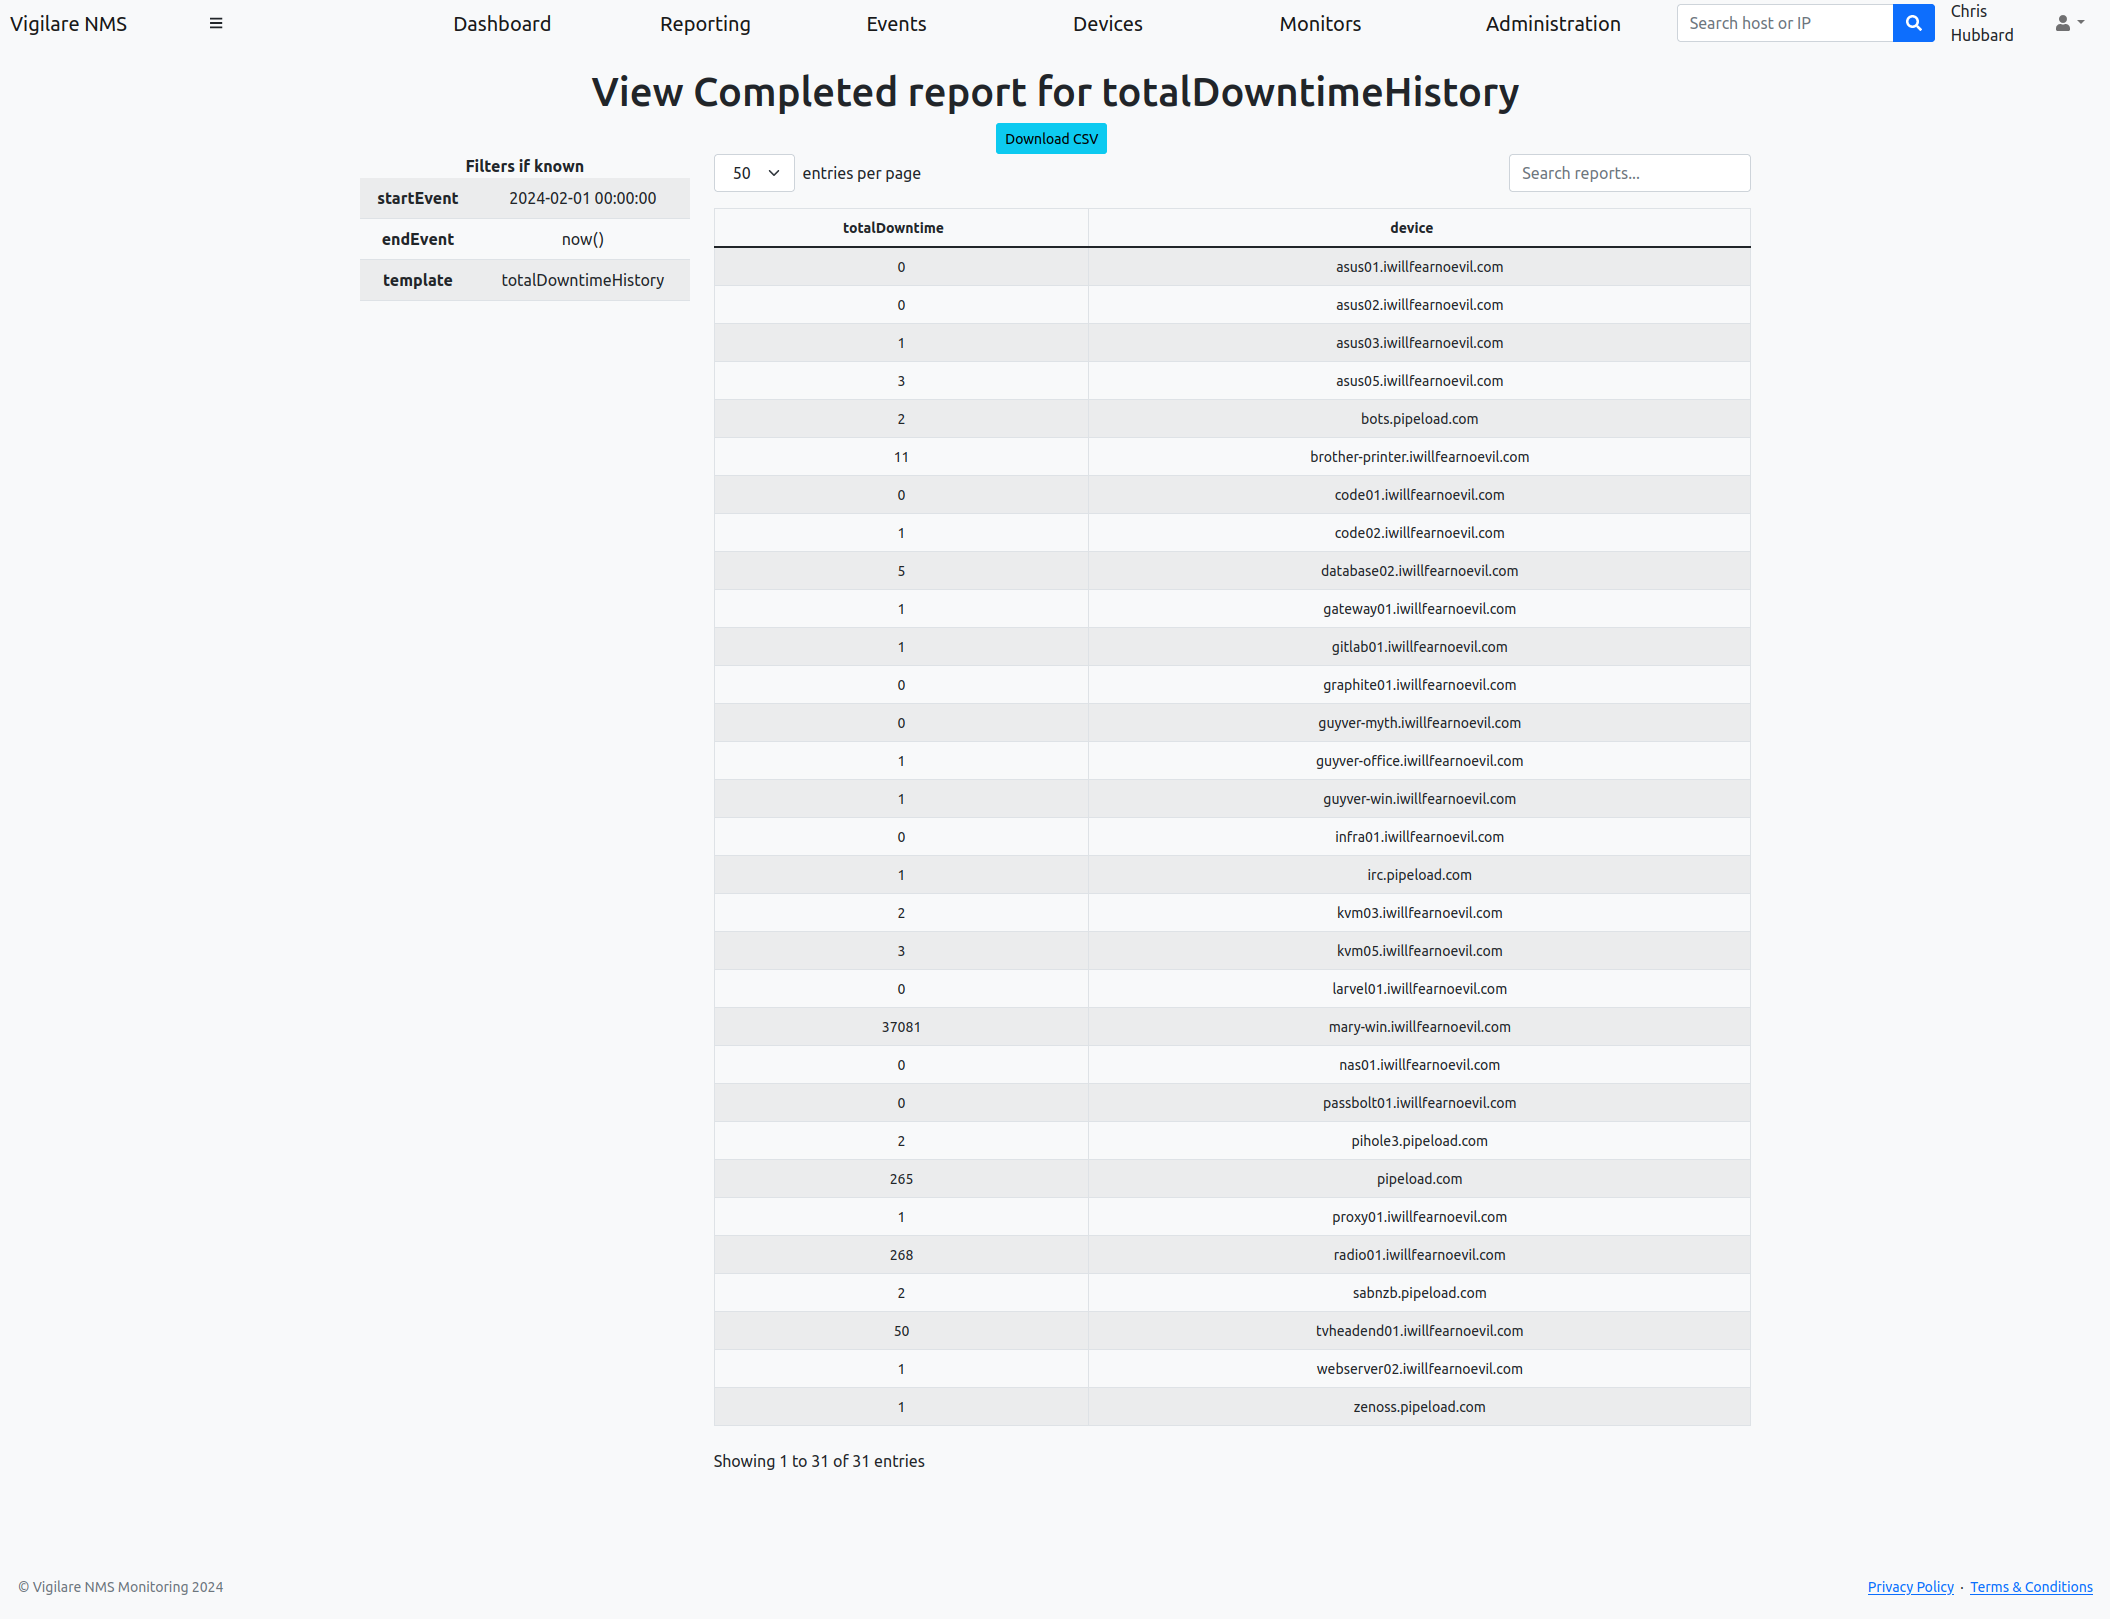 Vigilare NMS
Dashboard
Reporting
Events
Devices
Monitors
Administration
Search host or IP
Chris
Hubbard
View Completed report for totalDowntimeHistory
Download CSV
Filters if known
startEvent 2024-02-01 00:00:00
endEvent now()
template totalDowntimeHistory
50 entries per page
Search reports...
totalDowntime device
0 asus01.iwillfearnoevil.com
0 asus02.iwillfearnoevil.com
1 asus03.iwillfearnoevil.com
3 asus05.iwillfearnoevil.com
2 bots.pipeload.com
11 brother-printer.iwillfearnoevil.com
0 code01.iwillfearnoevil.com
1 code02.iwillfearnoevil.com
5 database02.iwillfearnoevil.com
1 gateway01.iwillfearnoevil.com
1 gitlab01.iwillfearnoevil.com
0 graphite01.iwillfearnoevil.com
0 guyver-myth.iwillfearnoevil.com
1 guyver-office.iwillfearnoevil.com
1 guyver-win.iwillfearnoevil.com
0 infra01.iwillfearnoevil.com
1 irc.pipeload.com
2 kvm03.iwillfearnoevil.com
3 kvm05.iwillfearnoevil.com
0 larvel01.iwillfearnoevil.com
37081 mary-win.iwillfearnoevil.com
0 nas01.iwillfearnoevil.com
0 passbolt01.iwillfearnoevil.com
2 pihole3.pipeload.com
265 pipeload.com
1 proxy01.iwillfearnoevil.com
268 radio01.iwillfearnoevil.com
2 sabnzb.pipeload.com
50 tvheadend01.iwillfearnoevil.com
1 webserver02.iwillfearnoevil.com
1 zenoss.pipeload.com
Showing 1 to 31 of 31 entries
© Vigilare NMS Monitoring 2024
Privacy Policy · Terms & Conditions